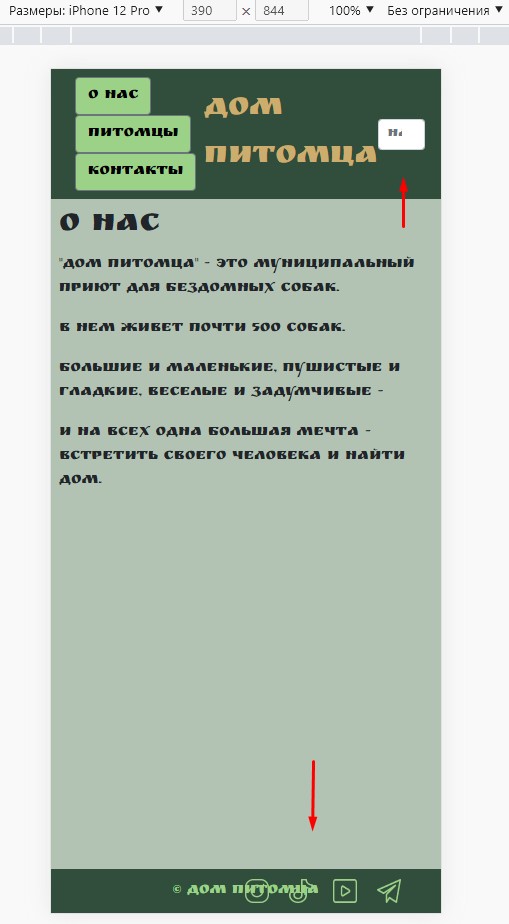 Размеры: iPhone 12 Pro ▼ 390 × 844 100% ▼ Без ограничения ▼
О НАС
ПИТОМЦЫ
КОНТАКТЫ
ДОМ
ПИТОМЦА
О НАС
"ДОМ ПИТОМЦА" - ЭТО МУНИЦИПАЛЬНЫЙ
ПРИЮТ ДЛЯ БЕЗДОМНЫХ СОБАК.
В НЕМ ЖИВЕТ ПОЧТИ 500 СОБАК.
БОЛЬШИЕ И МАЛЕНЬКИЕ, ПУШИСТЫЕ И
ГЛАДКИЕ, ВЕСЕЛЫЕ И ЗАДУМЧИВЫЕ -
И НА ВСЕХ ОДНА БОЛЬШАЯ МЕЧТА -
ВСТРЕТИТЬ СВОЕГО ЧЕЛОВЕКА И НАЙТИ
ДОМ.
© ДОМ ПИТОМЦА